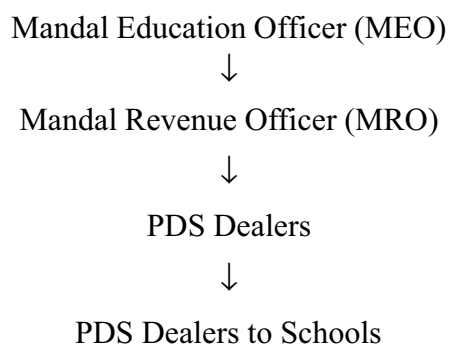 Mandal Education Officer (MEO)
↓
Mandal Revenue Officer (MRO)
↓
PDS Dealers
↓
PDS Dealers to Schools